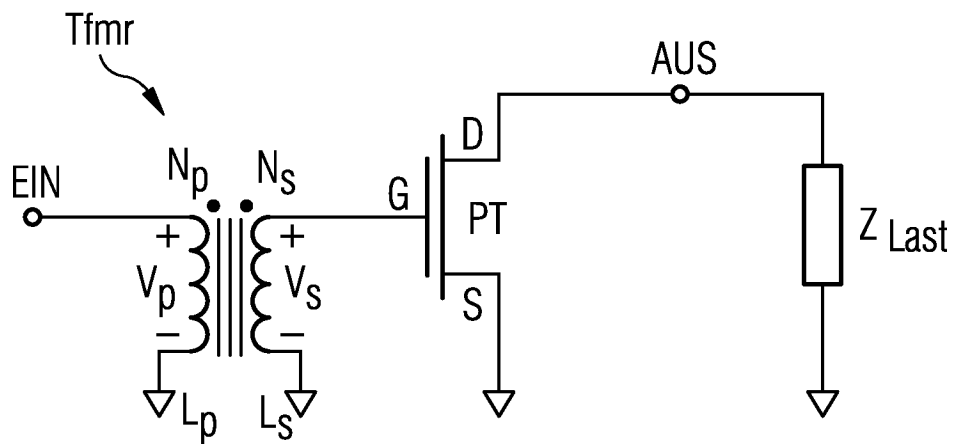 Tfmr
AUS
D
Np Ns
EIN
G
PT
Z Last
+ +
Vp Vs
S
− −
Lp Ls